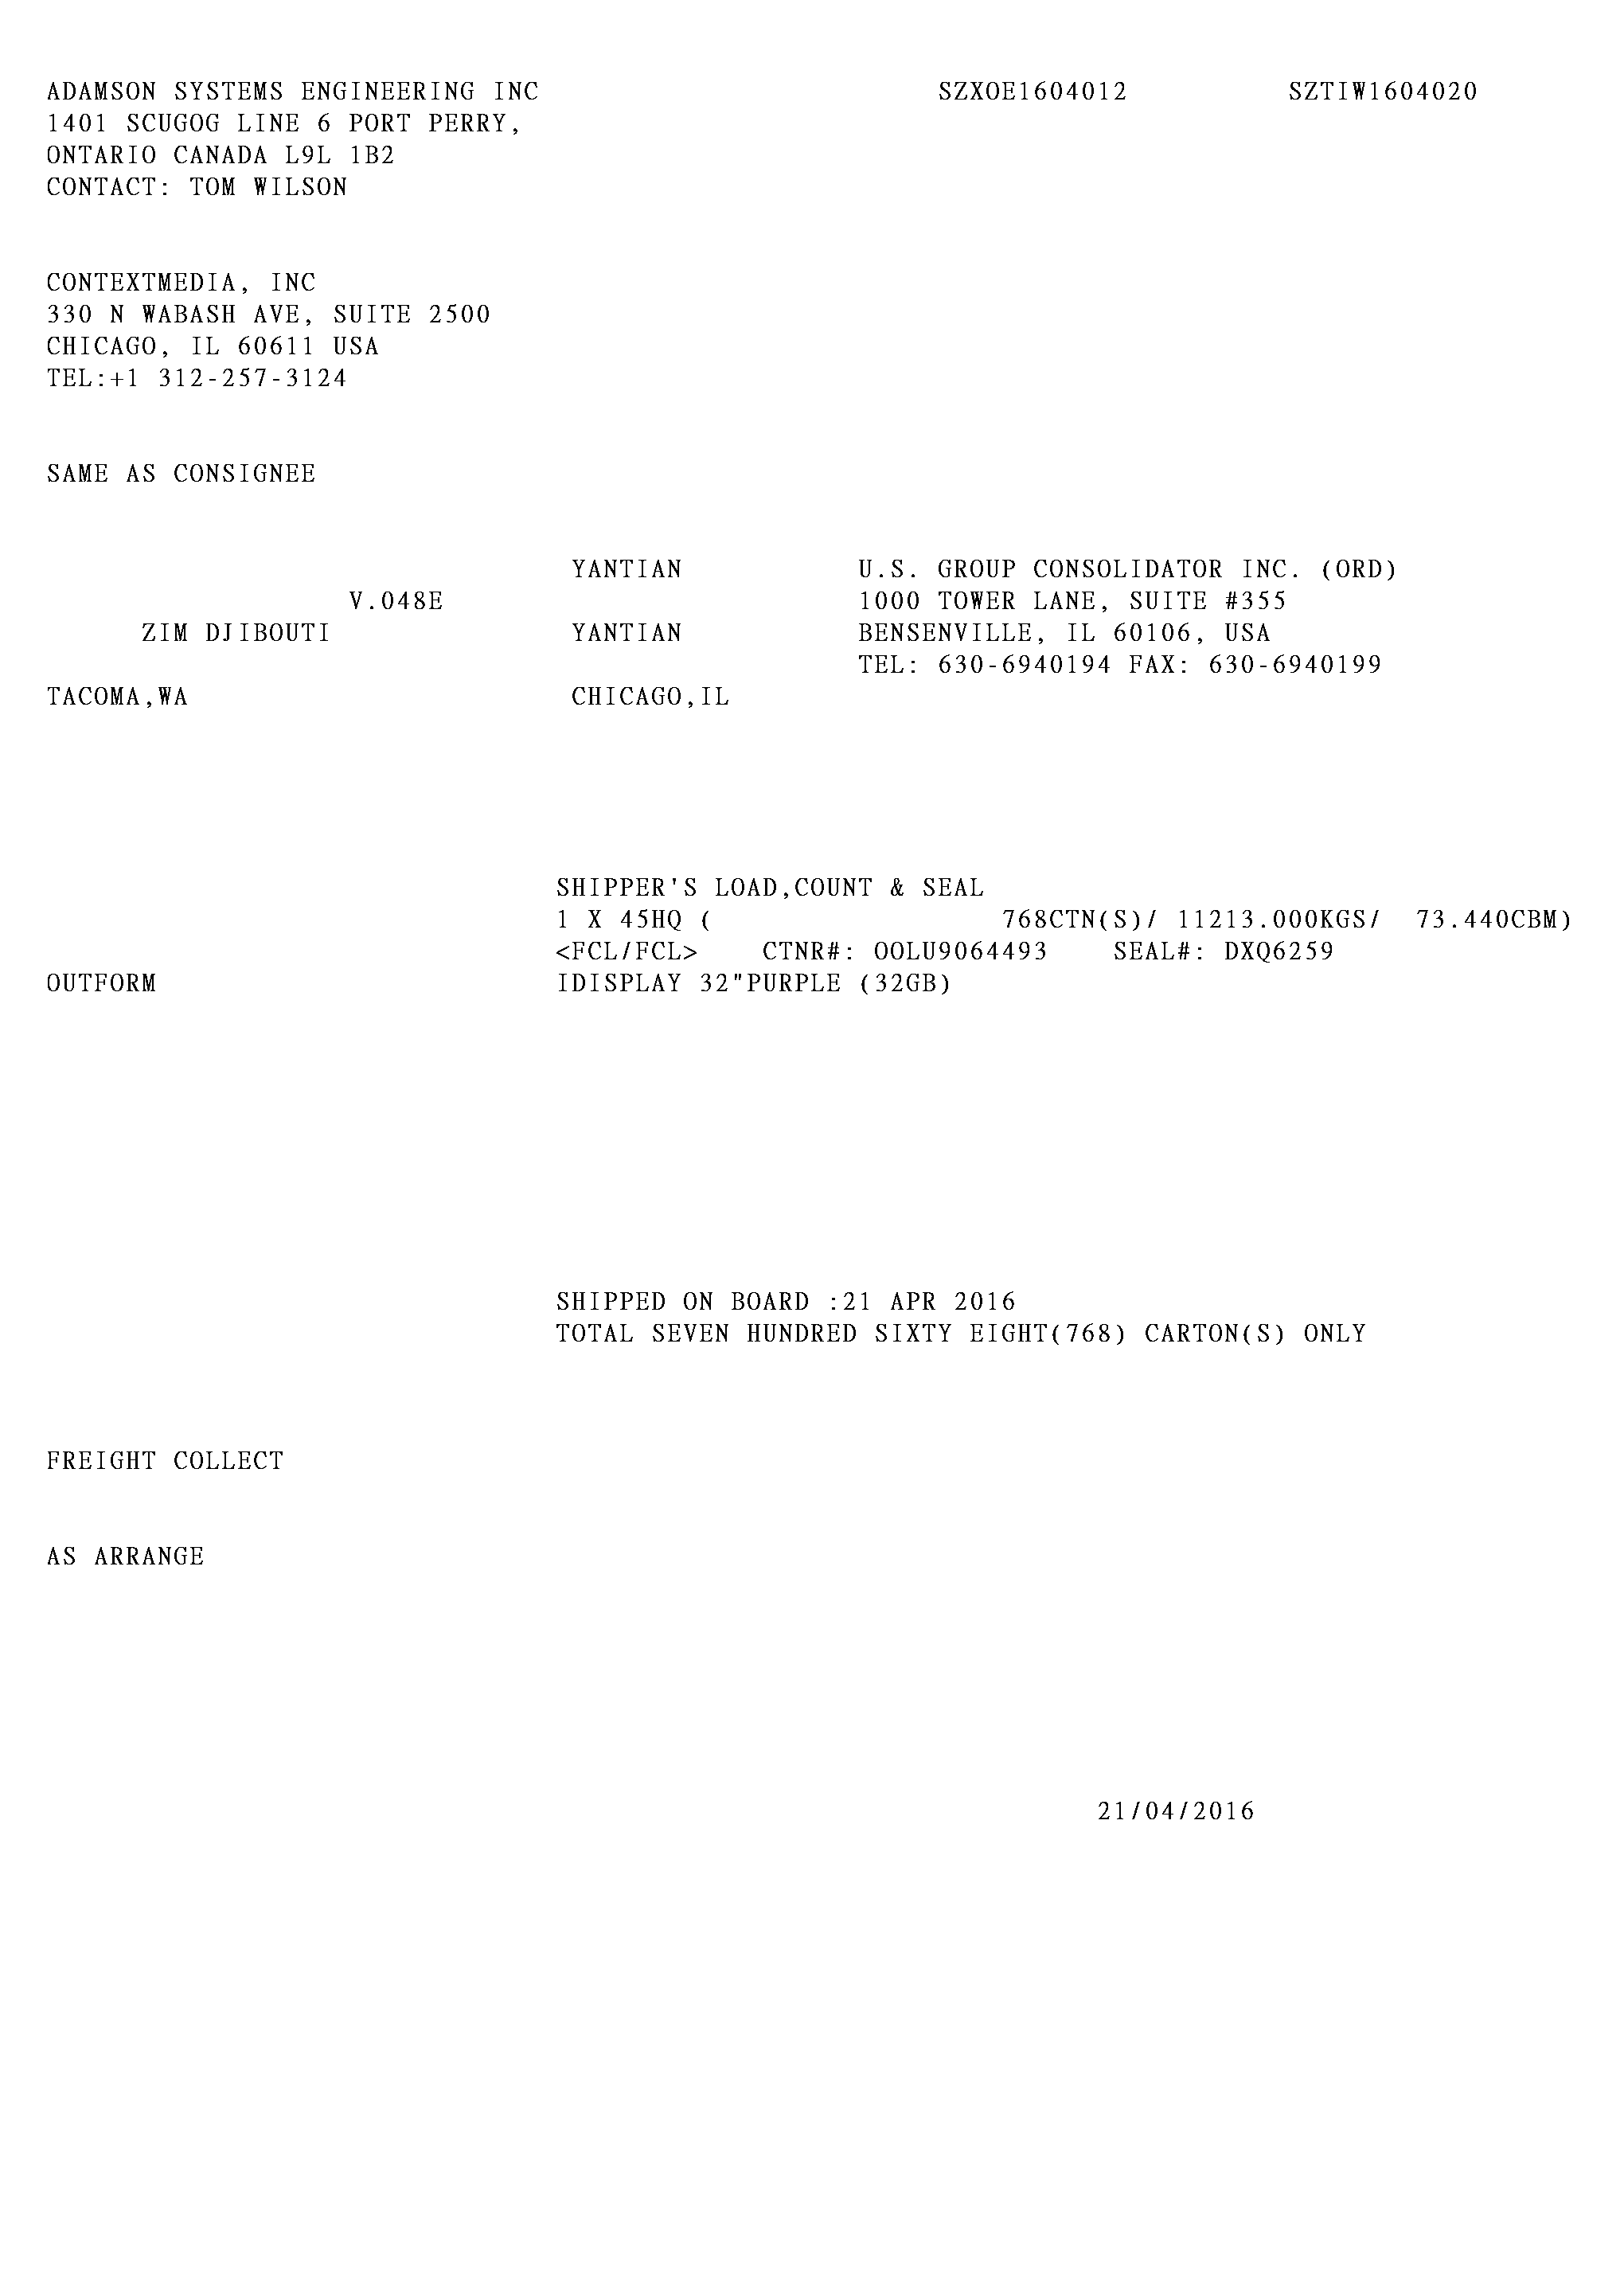 ADAMSON SYSTEMS ENGINEERING INC SZXOE1604012 SZTIW1604020
1401 SCUGOG LINE 6 PORT PERRY,
ONTARIO CANADA L9L 1B2
CONTACT: TOM WILSON
CONTEXTMEDIA, INC
330 N WABASH AVE, SUITE 2500
CHICAGO, IL 60611 USA
TEL:+1 312-257-3124
SAME AS CONSIGNEE
YANTIAN U.S. GROUP CONSOLIDATOR INC. (ORD)
V.048E 1000 TOWER LANE, SUITE #355
ZIM DJIBOUTI YANTIAN BENSENVILLE, IL 60106, USA
TEL: 630-6940194 FAX: 630-6940199
TACOMA,WA CHICAGO,IL
SHIPPER'S LOAD,COUNT & SEAL
1 X 45HQ ( 768CTN(S)/ 11213.000KGS/ 73.440CBM)
<FCL/FCL> CTNR#: OOLU9064493 SEAL#: DXQ6259
OUTFORM IDISPLAY 32"PURPLE (32GB)
SHIPPED ON BOARD :21 APR 2016
TOTAL SEVEN HUNDRED SIXTY EIGHT(768) CARTON(S) ONLY
FREIGHT COLLECT
AS ARRANGE
21/04/2016